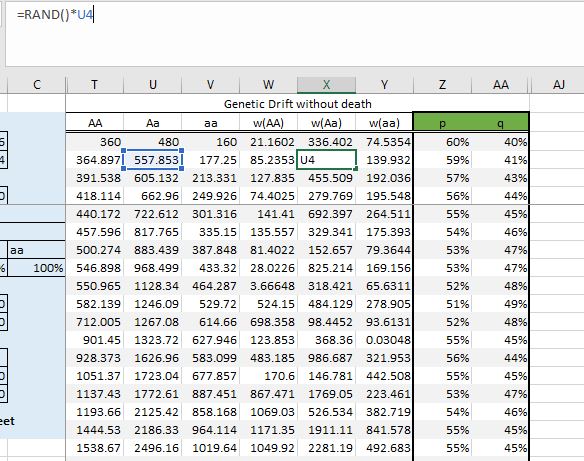 =RAND()*U4
C T U V W X Y Z AA AJ
Genetic Drift without death
AA Aa aa w(AA) w(Aa) w(aa) p q
360 480 160 21.1602 336.402 74.5354 60% 40%
364.897 557.853 177.25 85.2353 U4 139.932 59% 41%
391.538 605.132 213.331 127.835 455.509 192.036 57% 43%
418.114 662.96 249.926 74.4025 279.769 195.548 56% 44%
440.172 722.612 301.316 141.41 692.397 264.511 55% 45%
457.596 817.765 335.15 135.557 329.341 175.393 54% 46%
aa 500.274 883.439 387.848 81.4022 152.657 79.3644 53% 47%
% 100% 546.898 968.499 433.32 28.0226 825.214 169.156 53% 47%
550.965 1128.34 464.287 3.66648 318.421 65.6311 52% 48%
582.139 1246.09 529.72 524.15 484.129 278.905 51% 49%
712.005 1267.08 614.66 698.358 98.4452 93.6131 52% 48%
901.45 1323.72 627.946 123.853 368.36 0.03048 55% 45%
928.373 1626.96 583.099 483.185 986.687 321.953 56% 44%
1051.37 1723.04 677.857 170.6 146.781 442.508 55% 45%
1137.43 1772.61 887.451 867.471 1769.05 223.461 53% 47%
eet 1193.66 2125.42 858.168 1069.03 526.534 382.719 54% 46%
1444.53 2186.33 964.114 1171.35 1911.11 841.578 55% 45%
1538.67 2496.16 1019.64 1049.92 2281.19 492.683 55% 45%